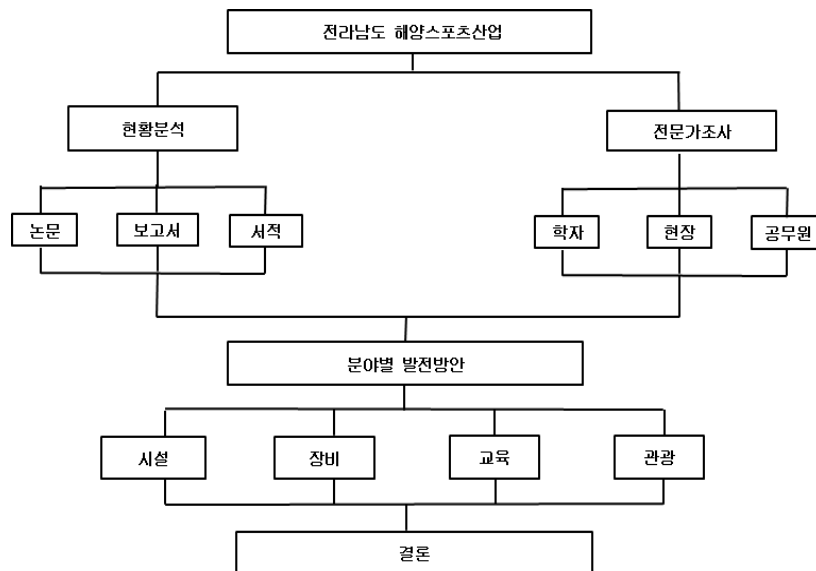 전라남도 해양스포츠산업
현황분석
전문가조사
논문
보고서
서적
학자
현장
공무원
분야별 발전방안
시설
장비
교육
관광
결론